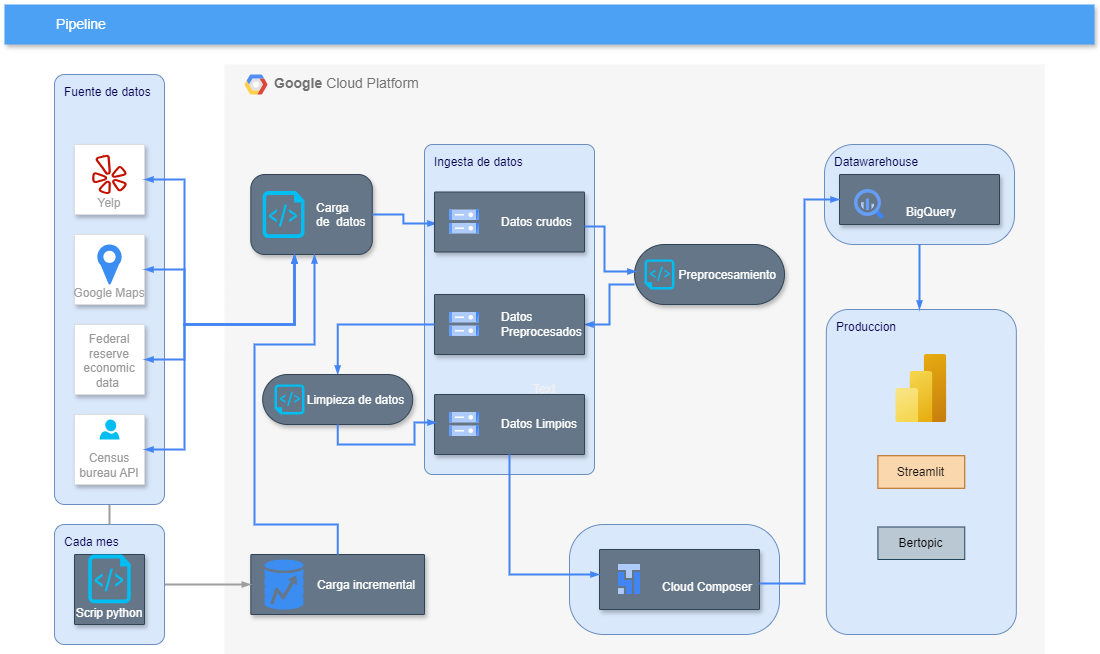 Pipeline
Fuente de datos
Yelp
Google Maps
Federal
reserve
economic
data
Census
bureau API
Cada mes
Scrip python
Google Cloud Platform
Carga
de datos
Ingesta de datos
Datos crudos
Preprocesamiento
Datos
Preprocesados
Text
Limpieza de datos
Datos Limpios
Carga incremental
Cloud Composer
Datawarehouse
BigQuery
Produccion
Streamlit
Bertopic